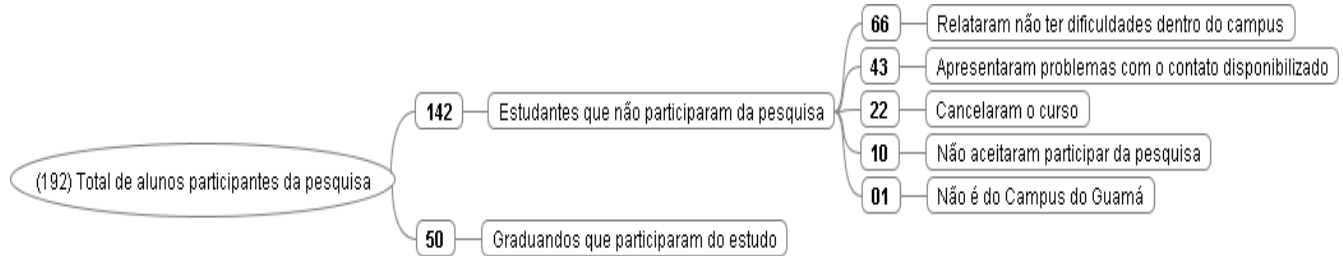 (192) Total de alunos participantes da pesquisa
142 Estudantes que não participaram da pesquisa
66 Relataram não ter dificuldades dentro do campus
43 Apresentaram problemas com o contato disponibilizado
22 Cancelaram o curso
10 Não aceitaram participar da pesquisa
01 Não é do Campus do Guamá
50 Graduandos que participaram do estudo